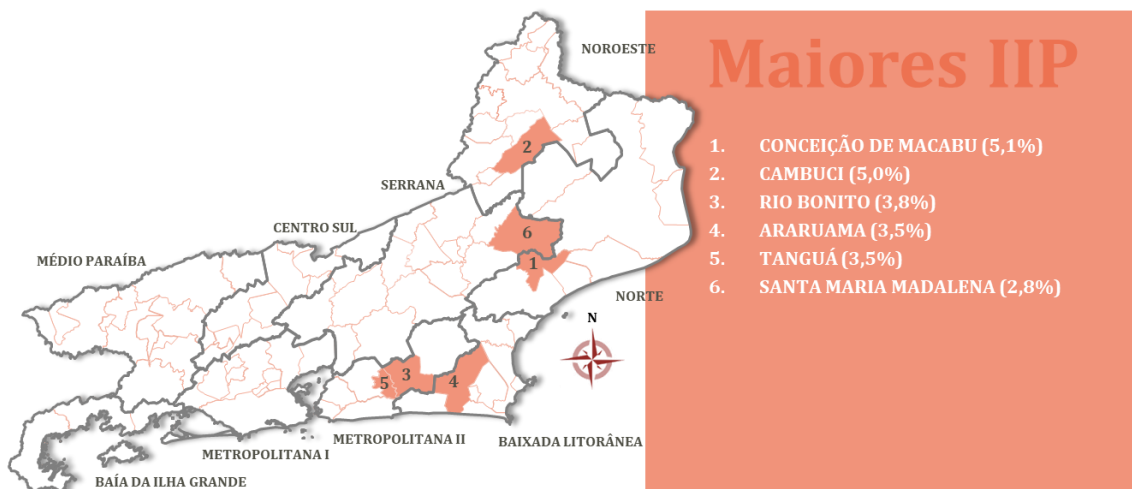 Maiores IIP
1. CONCEIÇÃO DE MACABU (5,1%)
2. CAMBUCI (5,0%)
3. RIO BONITO (3,8%)
4. ARARUAMA (3,5%)
5. TANGUÁ (3,5%)
6. SANTA MARIA MADALENA (2,8%)
NOROESTE
2
SERRANA
CENTRO SUL
6
MÉDIO PARAÍBA
1
NORTE
N
3
5
4
METROPOLITANA II
BAIXADA LITORÂNEA
METROPOLITANA I
BAÍA DA ILHA GRANDE